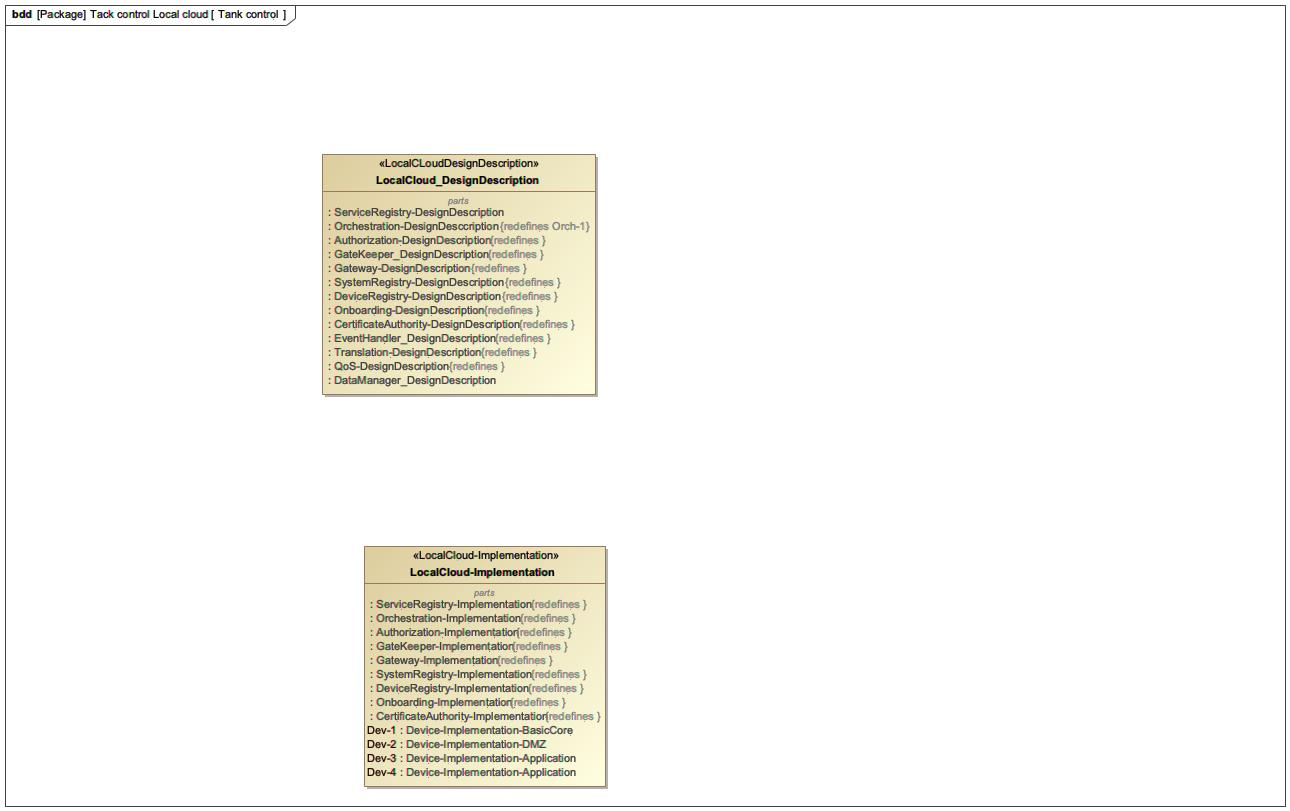 bdd [Package] Tack control Local cloud [ Tank control ]
«LocalCLoudDesignDescription»
LocalCloud_DesignDescription
parts
: ServiceRegistry-DesignDescription
: Orchestration-DesignDesccription{redefines Orch-1}
: Authorization-DesignDescription{redefines }
: GateKeeper_DesignDescription{redefines }
: Gateway-DesignDescription{redefines }
: SystemRegistry-DesignDescription{redefines }
: DeviceRegistry-DesignDescription{redefines }
: Onboarding-DesignDescription{redefines }
: CertificateAuthority-DesignDescription{redefines }
: EventHandler_DesignDescription{redefines }
: Translation-DesignDescription{redefines }
: QoS-DesignDescription{redefines }
: DataManager_DesignDescription
«LocalCloud-Implementation»
LocalCloud-Implementation
parts
: ServiceRegistry-Implementation{redefines }
: Orchestration-Implementation{redefines }
: Authorization-Implementation{redefines }
: GateKeeper-Implementation{redefines }
: Gateway-Implementation{redefines }
: SystemRegistry-Implementation{redefines }
: DeviceRegistry-Implementation{redefines }
: Onboarding-Implementation{redefines }
: CertificateAuthority-Implementation{redefines }
Dev-1 : Device-Implementation-BasicCore
Dev-2 : Device-Implementation-DMZ
Dev-3 : Device-Implementation-Application
Dev-4 : Device-Implementation-Application